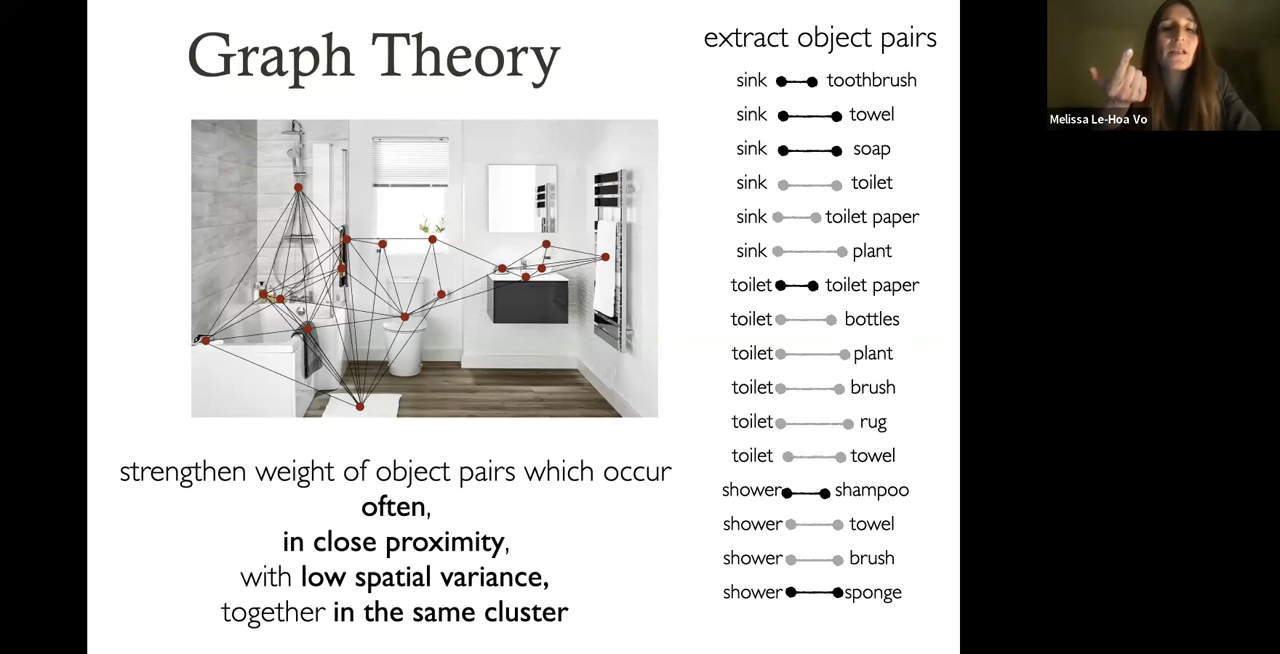 Graph Theory
strengthen weight of object pairs which occur
often,
in close proximity,
with low spatial variance,
together in the same cluster
extract object pairs
sink toothbrush
sink towel
sink soap
sink toilet
sink toilet paper
sink plant
toilet toilet paper
toilet bottles
toilet plant
toilet brush
toilet rug
toilet towel
shower shampoo
shower towel
shower brush
shower sponge
Melissa Le-Hoa Vo